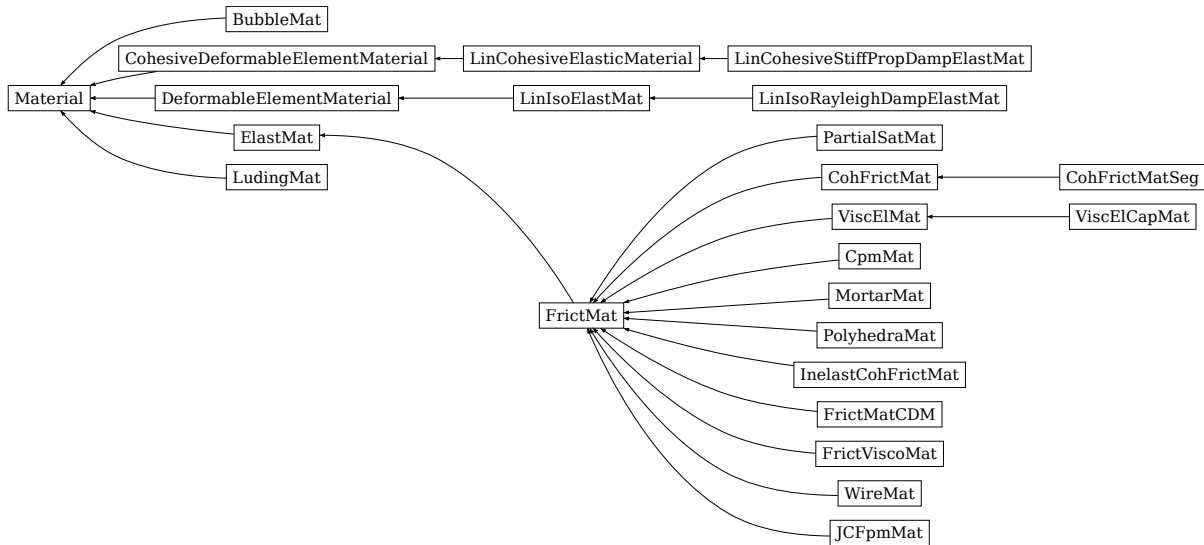 BubbleMat
CohesiveDeformableElementMaterial
LinCohesiveElasticMaterial
LinCohesiveStiffPropDampElastMat
Material
DeformableElementMaterial
LinIsoElastMat
LinIsoRayleighDampElastMat
ElastMat
PartialSatMat
LudingMat
CohFrictMat
CohFrictMatSeg
ViscElMat
ViscElCapMat
CpmMat
MortarMat
FrictMat
PolyhedraMat
InelastCohFrictMat
FrictMatCDM
FrictViscoMat
WireMat
JCFpmMat